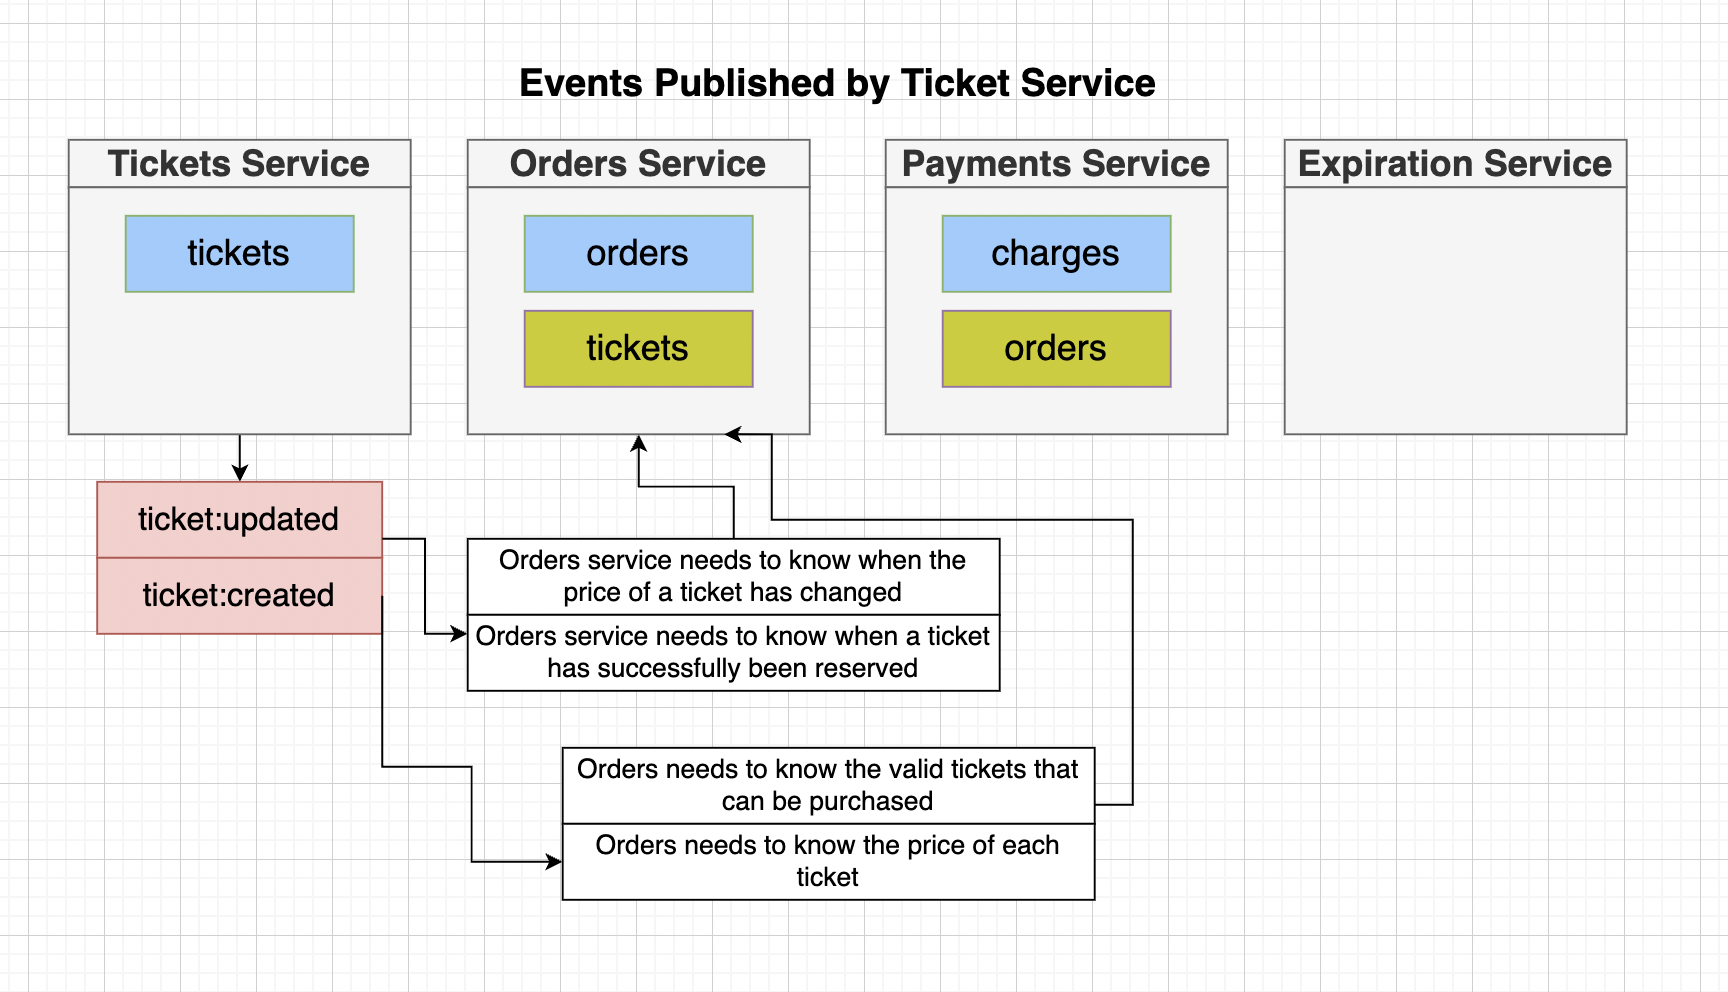 Events Published by Ticket Service
Tickets Service
Orders Service
Payments Service
Expiration Service
tickets
orders
charges
tickets
orders
ticket:updated
ticket:created
Orders service needs to know when the
price of a ticket has changed
Orders service needs to know when a ticket
has successfully been reserved
Orders needs to know the valid tickets that
can be purchased
Orders needs to know the price of each
ticket